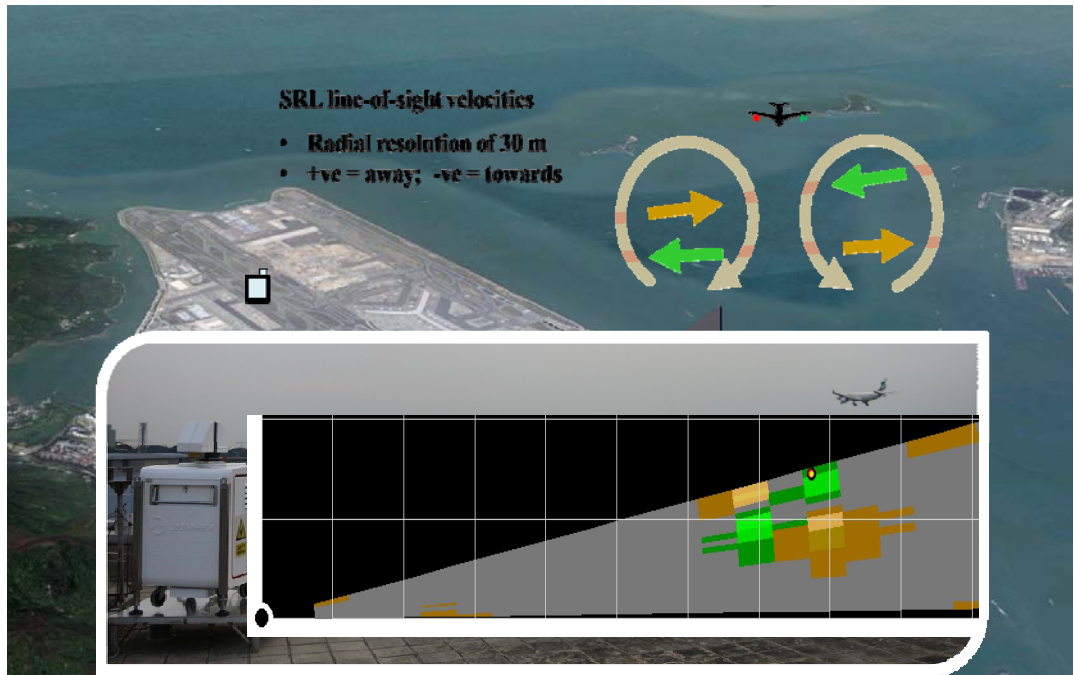 SRL line-of-sight velocities
• Radial resolution of 30 m
• +ve = away; -ve = towards